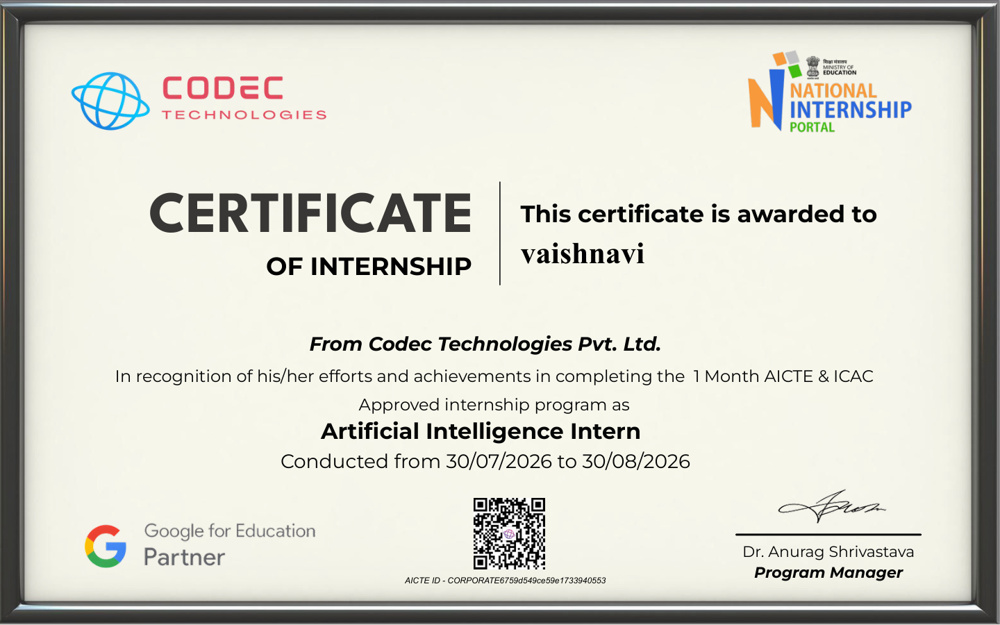 CODEC
TECHNOLOGIES
शिक्षा मंत्रालय
MINISTRY OF
EDUCATION
NATIONAL
INTERNSHIP
PORTAL
CERTIFICATE
OF INTERNSHIP
This certificate is awarded to
vaishnavi
From Codec Technologies Pvt. Ltd.
In recognition of his/her efforts and achievements in completing the 1 Month AICTE & ICAC
Approved internship program as
Artificial Intelligence Intern
Conducted from 30/07/2026 to 30/08/2026
Google for Education
Partner
AICTE ID - CORPORATE6759d549ce59e1733940553
Dr. Anurag Shrivastava
Program Manager